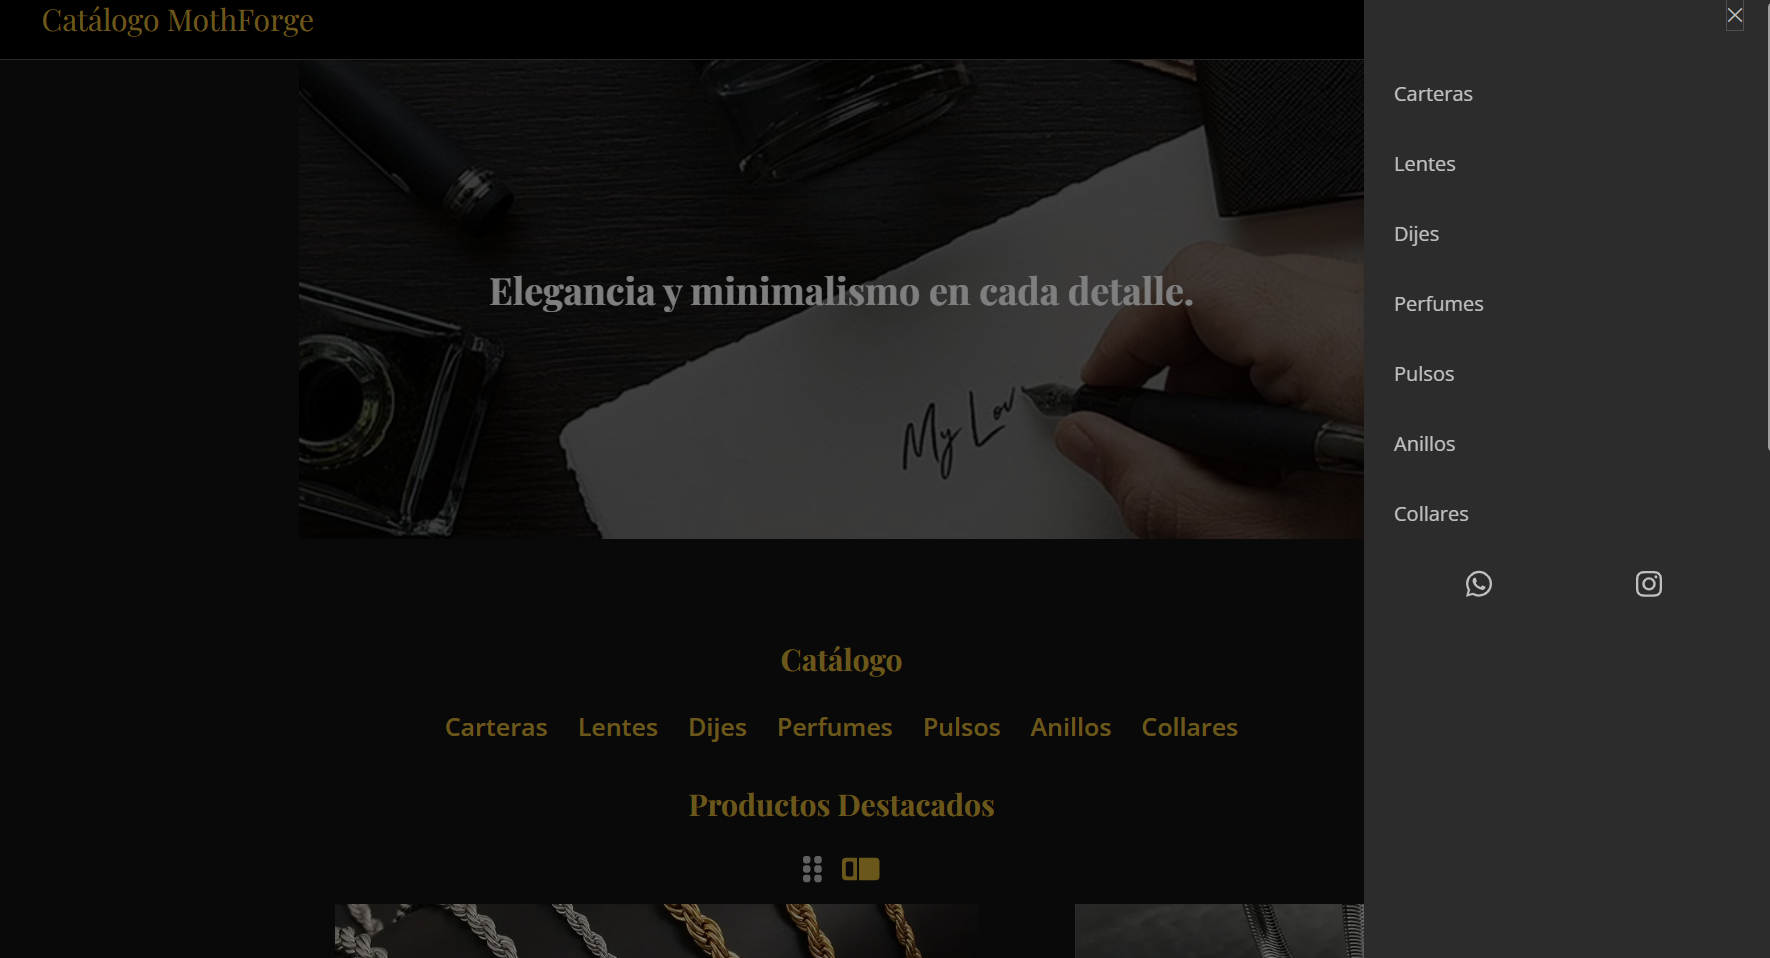 Catálogo MothForge
Elegancia y minimalismo en cada detalle.
My Lov
Catálogo
Carteras Lentes Dijes Perfumes Pulsos Anillos Collares
Productos Destacados
Carteras
Lentes
Dijes
Perfumes
Pulsos
Anillos
Collares